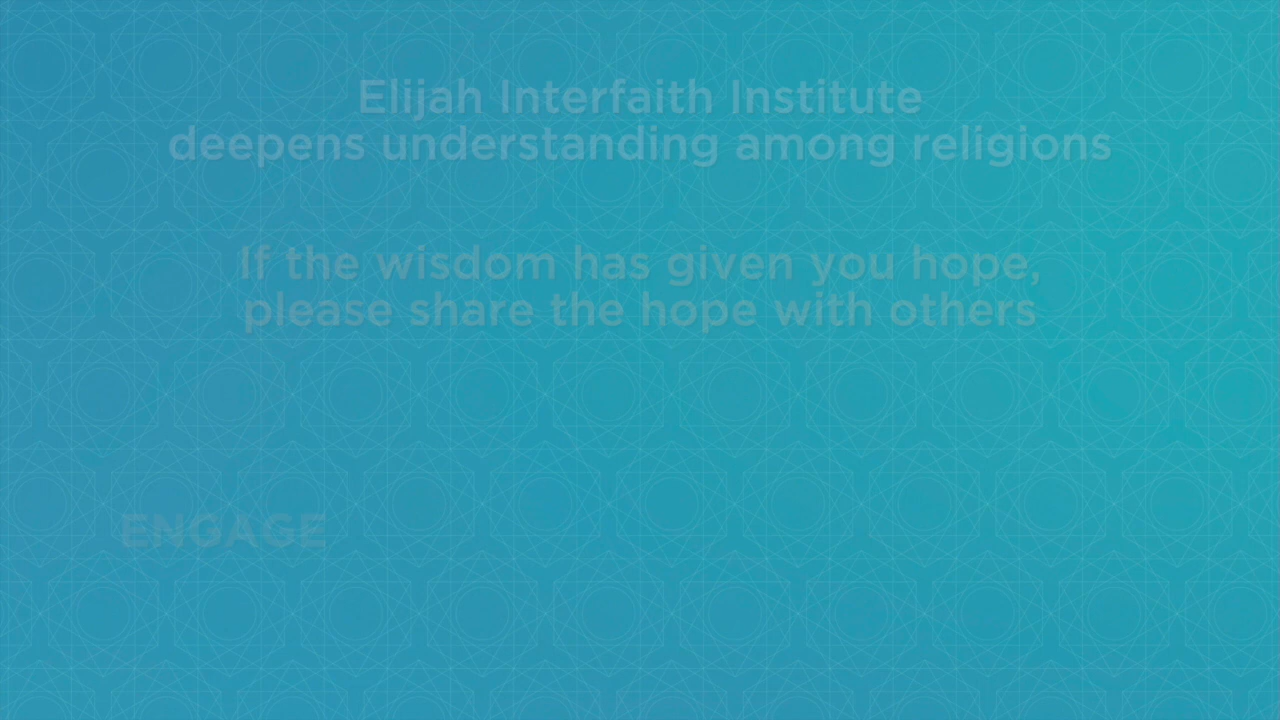 Elijah Interfaith Institute
deepens understanding among religions
If the wisdom has given you hope,
please share the hope with others
ENGAGE